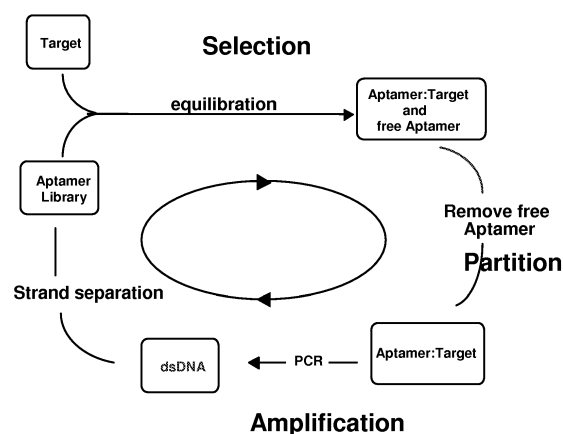 Target
Selection
equilibration
Aptamer:Target
and
free Aptamer
Aptamer
Library
Remove free
Aptamer
Partition
Strand separation
Aptamer:Target
PCR
dsDNA
Amplification